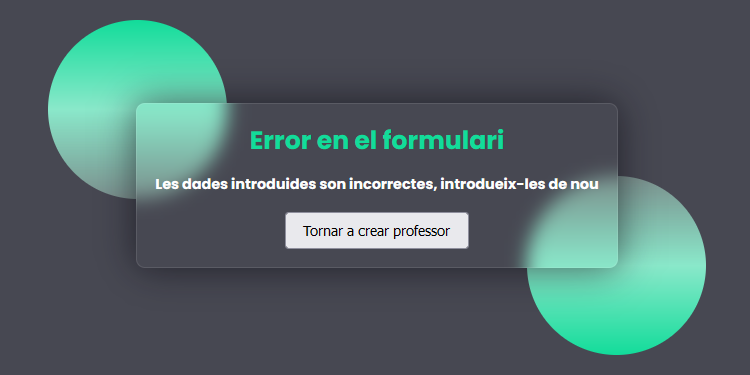 Error en el formulari
Les dades introduides son incorrectes, introdueix-les de nou
Tornar a crear professor